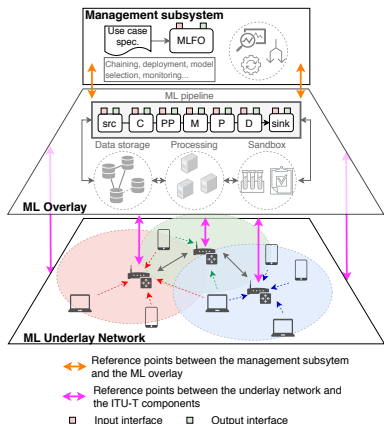 Management subsystem
Use case
spec.
MLFO
Chaining, deployment, model
selection, monitoring...
ML pipeline
src
C
PP
M
P
D
sink
Data storage
Processing
Sandbox
ML Overlay
ML Underlay Network
Reference points between the management subsytem
and the ML overlay
Reference points between the underlay network and
the ITU-T components
Input interface
Output interface